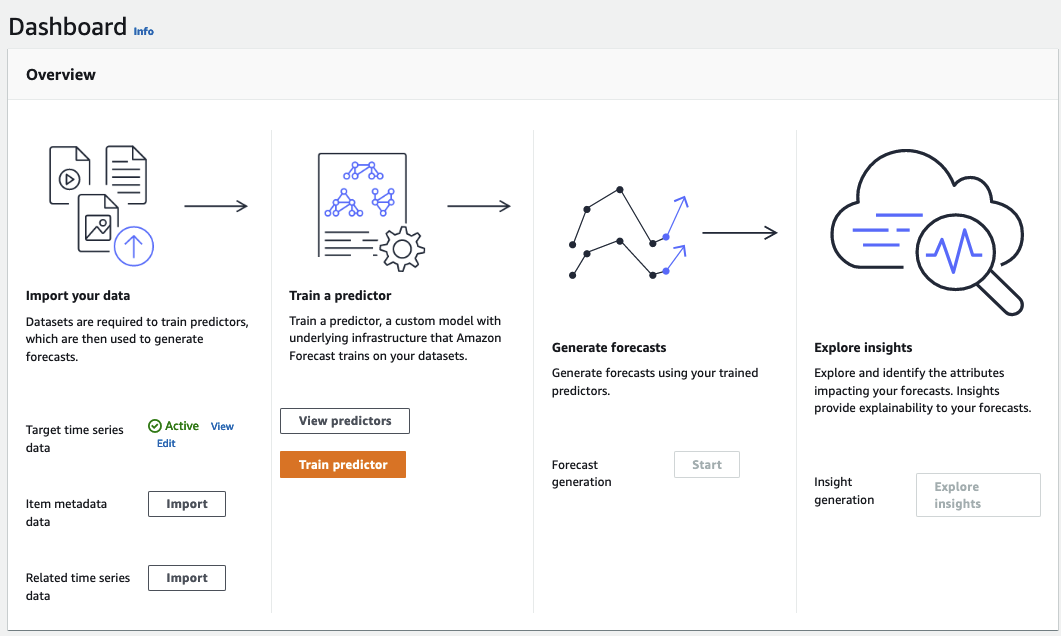 Dashboard Info
Overview
Import your data
Datasets are required to train predictors,
which are then used to generate
forecasts.
Target time series
data
Active View
Edit
Item metadata
data
Import
Related time series
data
Import
Train a predictor
Train a predictor, a custom model with
underlying infrastructure that Amazon
Forecast trains on your datasets.
View predictors
Train predictor
Generate forecasts
Generate forecasts using your trained
predictors.
Forecast
generation
Start
Explore insights
Explore and identify the attributes
impacting your forecasts. Insights
provide explainability to your forecasts.
Insight
generation
Explore
insights